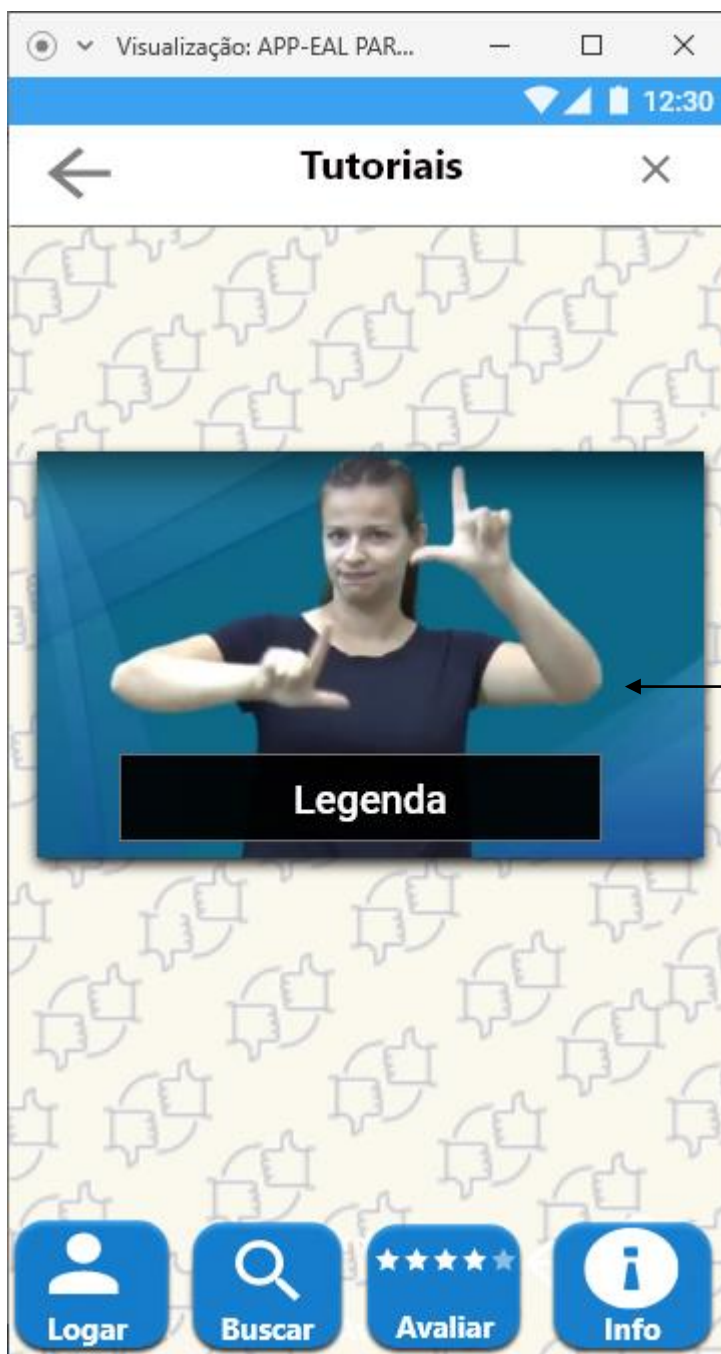 Visualização: APP-EAL PAR...
12:30
Tutoriais
Legenda
Logar
Buscar
Avaliar
Info